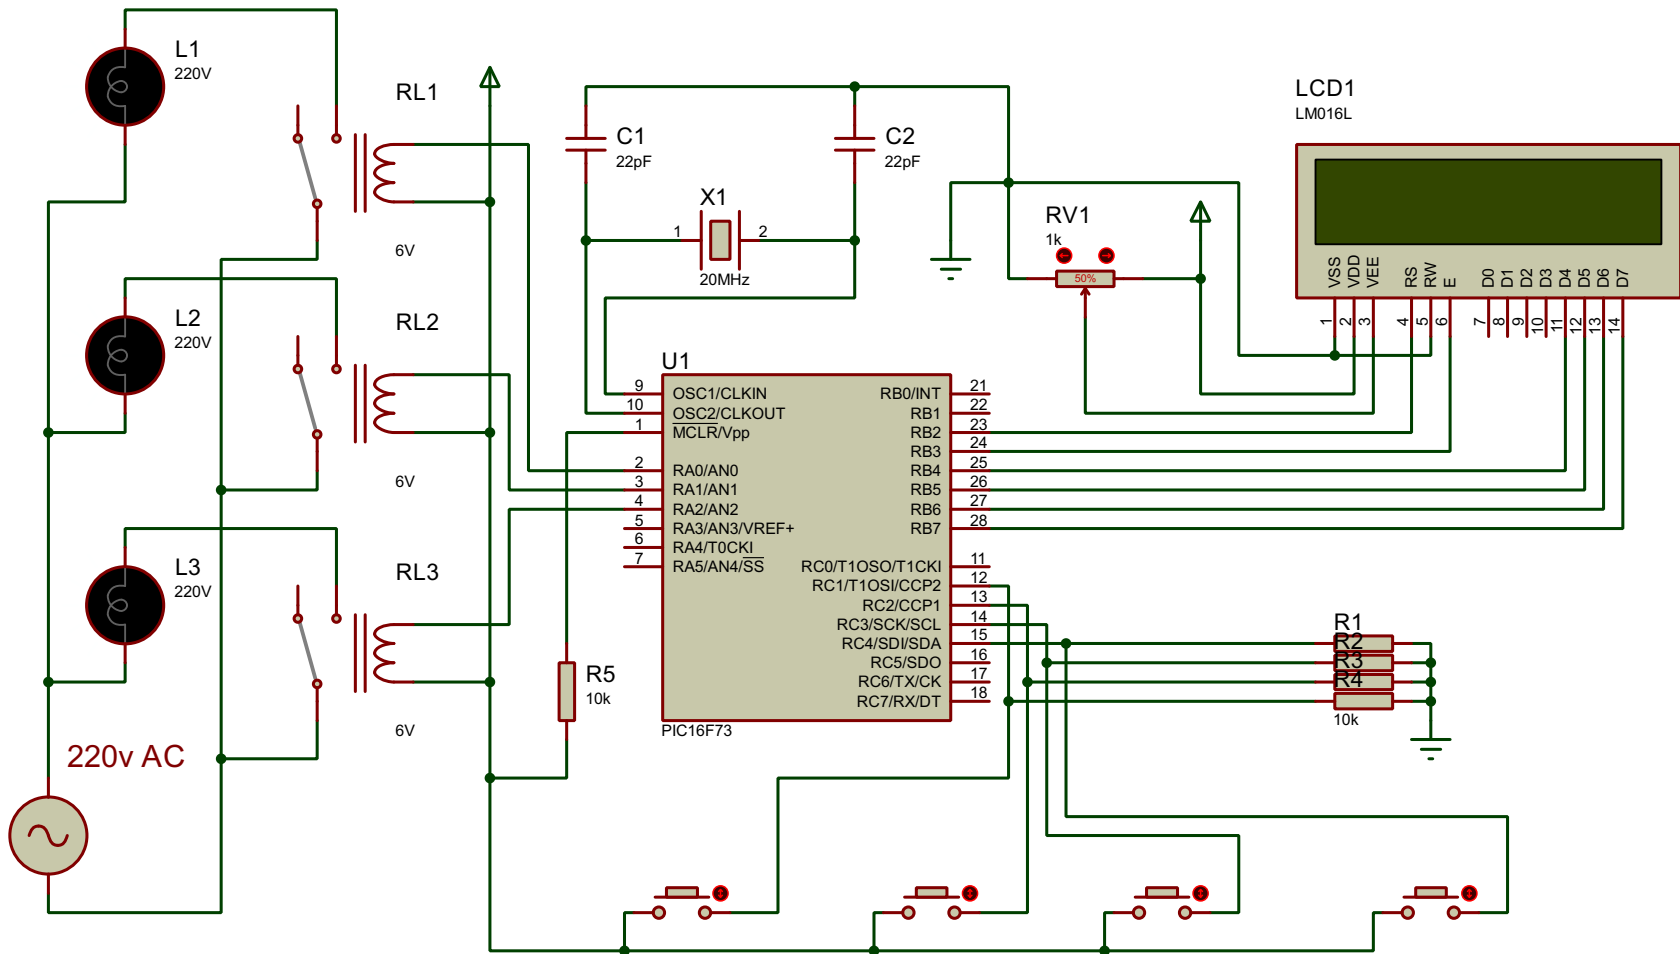 L1
220V
RL1
6V
L2
220V
RL2
6V
L3
220V
RL3
6V
220v AC
C1
22pF
C2
22pF
X1
1
2
20MHz
RV1
1k
50%
LCD1
LM016L
VSS
VDD
VEE
RS
RW
E
D0
D1
D2
D3
D4
D5
D6
D7
1
2
3
4
5
6
7
8
9
10
11
12
13
14
U1
9 OSC1/CLKIN
10 OSC2/CLKOUT
1 MCLR/Vpp
2 RA0/AN0
3 RA1/AN1
4 RA2/AN2
5 RA3/AN3/VREF+
6 RA4/T0CKI
7 RA5/AN4/SS
RB0/INT 21
RB1 22
RB2 23
RB3 24
RB4 25
RB5 26
RB6 27
RB7 28
RC0/T1OSO/T1CKI 11
RC1/T1OSI/CCP2 12
RC2/CCP1 13
RC3/SCK/SCL 14
RC4/SDI/SDA 15
RC5/SDO 16
RC6/TX/CK 17
RC7/RX/DT 18
PIC16F73
R5
10k
R1
R2
R3
R4
10k